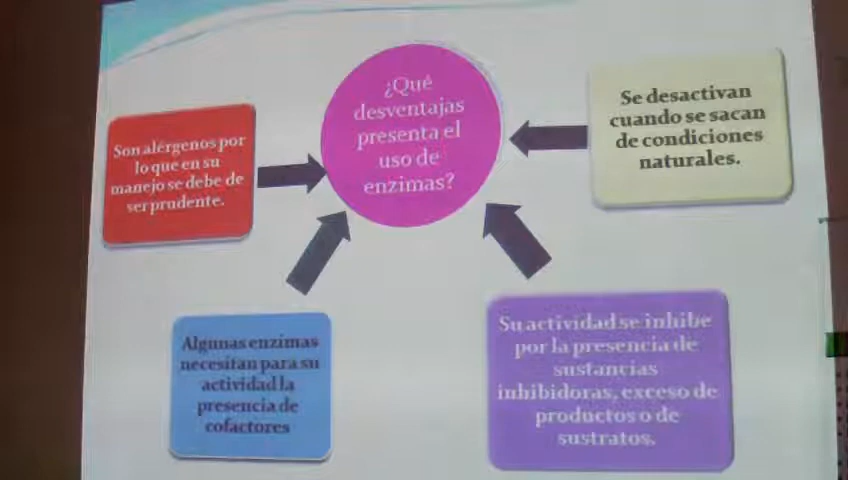 ¿Qué
desventajas
presenta el
uso de
enzimas?
Son alérgenos por
lo que en su
manejo se debe de
ser prudente.
Se desactivan
cuando se sacan
de condiciones
naturales.
Algunas enzimas
necesitan para su
actividad la
presencia de
cofactores
Su actividad se inhibe
por la presencia de
sustancias
inhibidoras, exceso de
productos o de
sustratos.